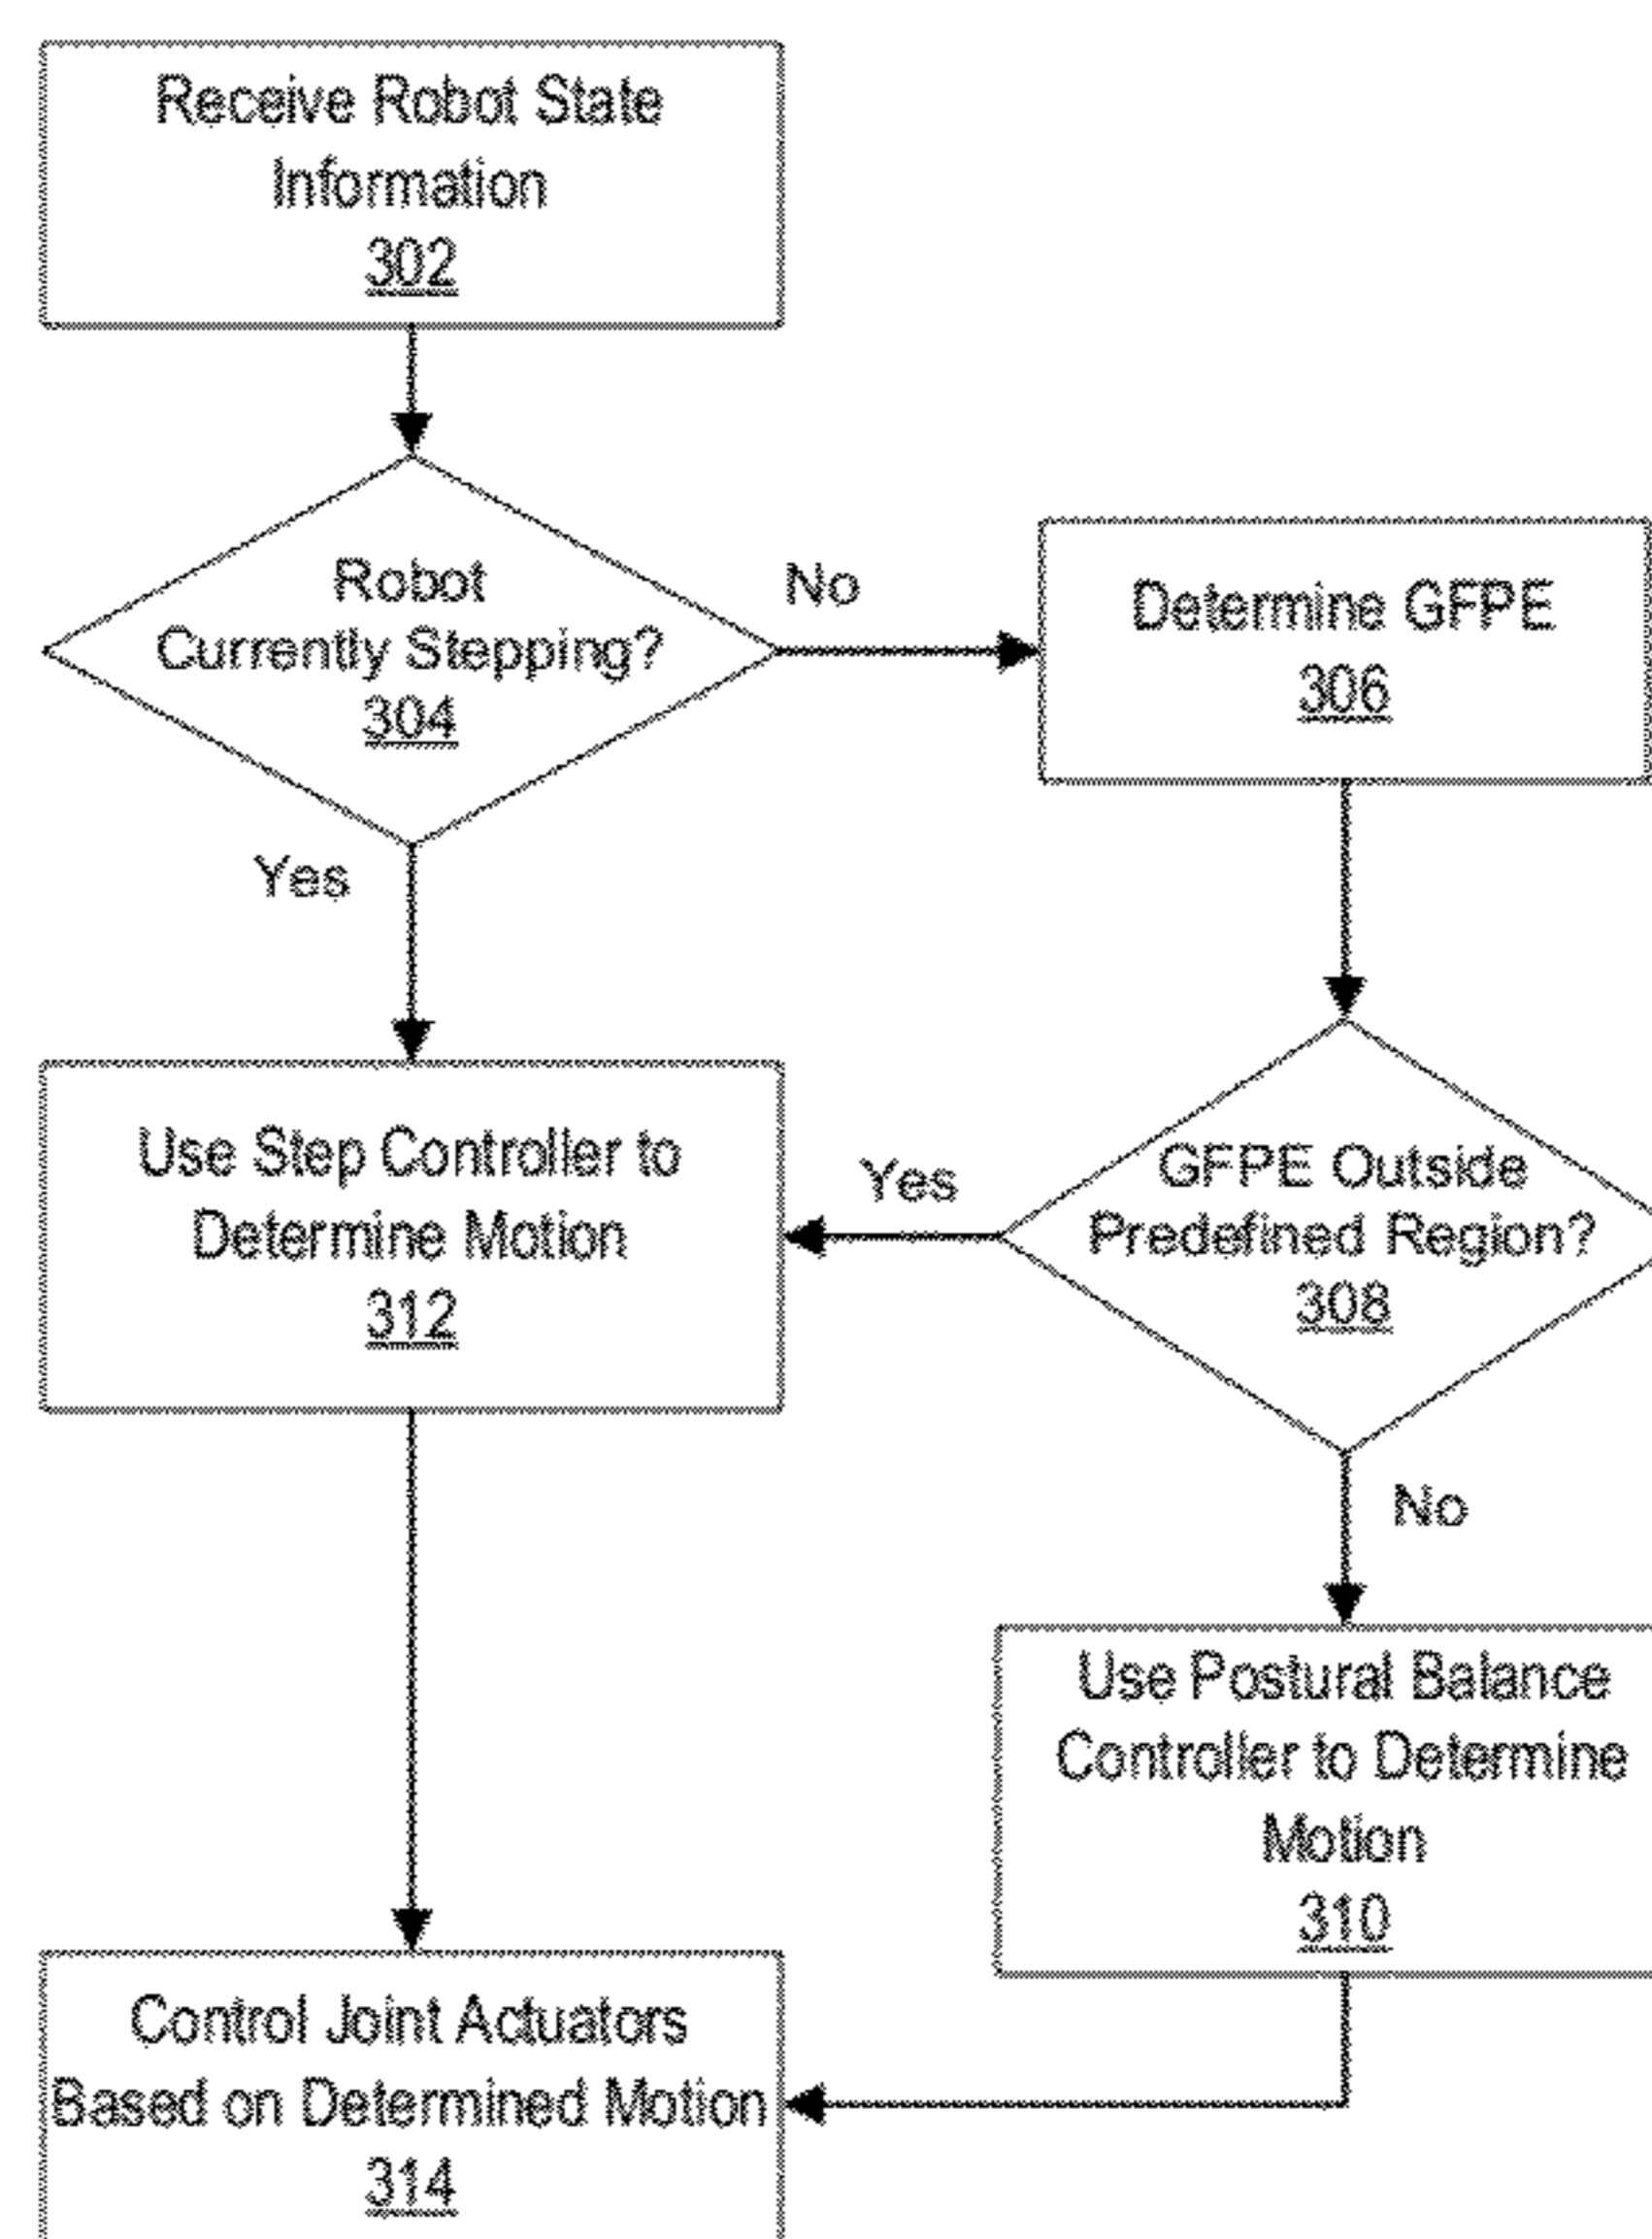 Receive Robot State
Information
302
Robot
Currently Stepping?
304
No
Determine GFPE
306
Yes
Use Step Controller to
Determine Motion
312
Yes
GFPE Outside
Predefined Region?
308
No
Use Postural Balance
Controller to Determine
Motion
310
Control Joint Actuators
Based on Determined Motion
314